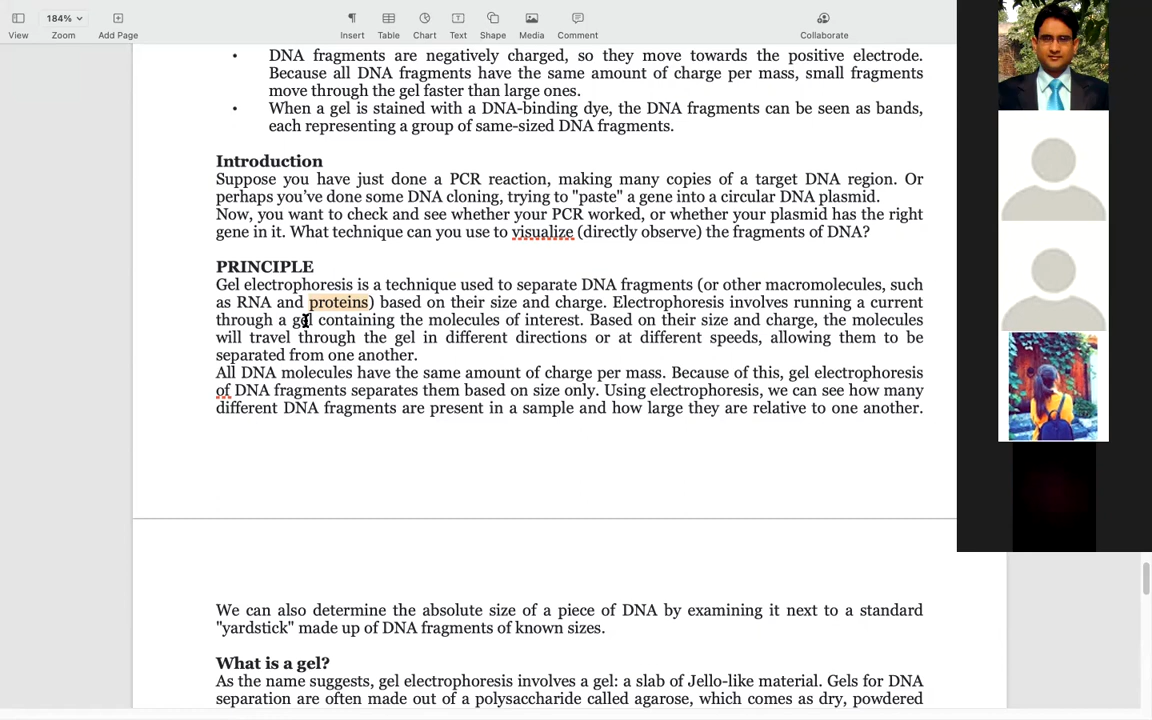 184%
View
Zoom
Add Page
Insert
Table
Chart
Text
Shape
Media
Comment
Collaborate
• DNA fragments are negatively charged, so they move towards the positive electrode.
Because all DNA fragments have the same amount of charge per mass, small fragments
move through the gel faster than large ones.
• When a gel is stained with a DNA-binding dye, the DNA fragments can be seen as bands,
each representing a group of same-sized DNA fragments.
Introduction
Suppose you have just done a PCR reaction, making many copies of a target DNA region. Or
perhaps you've done some DNA cloning, trying to "paste" a gene into a circular DNA plasmid.
Now, you want to check and see whether your PCR worked, or whether your plasmid has the right
gene in it. What technique can you use to visualize (directly observe) the fragments of DNA?
PRINCIPLE
Gel electrophoresis is a technique used to separate DNA fragments (or other macromolecules, such
as RNA and proteins) based on their size and charge. Electrophoresis involves running a current
through a gel containing the molecules of interest. Based on their size and charge, the molecules
will travel through the gel in different directions or at different speeds, allowing them to be
separated from one another.
All DNA molecules have the same amount of charge per mass. Because of this, gel electrophoresis
of DNA fragments separates them based on size only. Using electrophoresis, we can see how many
different DNA fragments are present in a sample and how large they are relative to one another.
We can also determine the absolute size of a piece of DNA by examining it next to a standard
"yardstick" made up of DNA fragments of known sizes.
What is a gel?
As the name suggests, gel electrophoresis involves a gel: a slab of Jello-like material. Gels for DNA
separation are often made out of a polysaccharide called agarose, which comes as dry, powdered